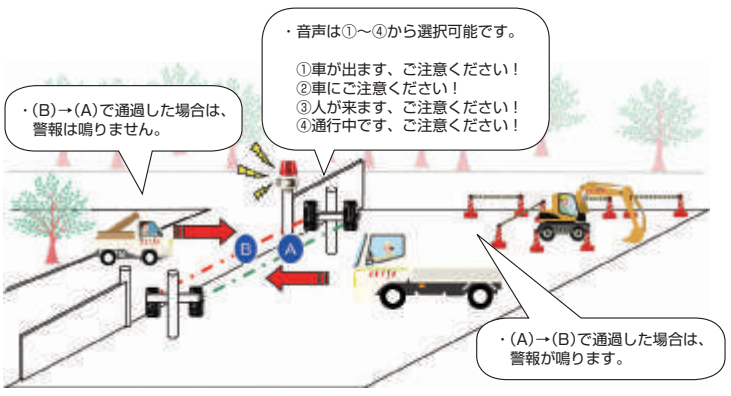 ・音声は①～④から選択可能です。
①車が出ます、ご注意ください！
②車にご注意ください！
③人が来ます、ご注意ください！
④通行中です、ご注意ください！
・(B)→(A)で通過した場合は、
警報は鳴りません。
B
A
・(A)→(B)で通過した場合は、
警報が鳴ります。